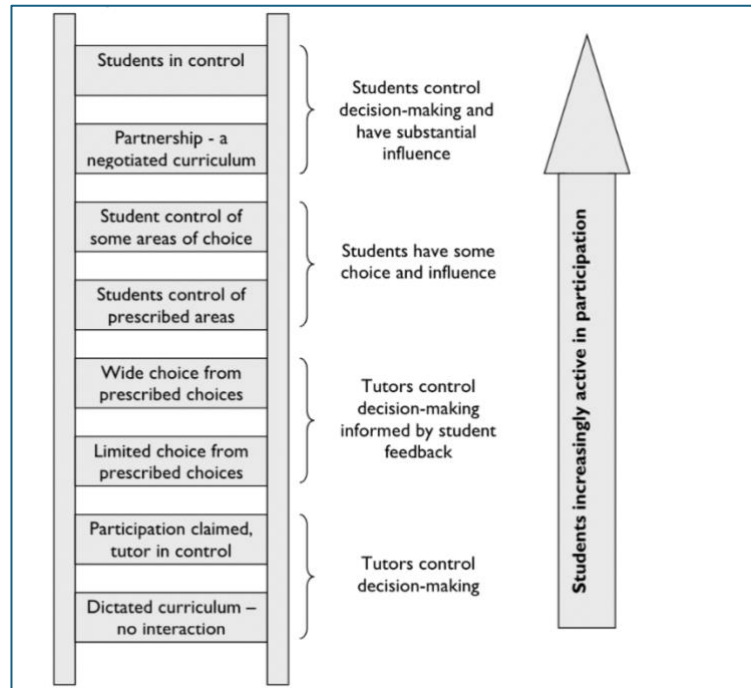 Students in control
Partnership - a
negotiated curriculum
Students control
decision-making and
have substantial
influence
Student control of
some areas of choice
Students control of
prescribed areas
Students have some
choice and influence
Wide choice from
prescribed choices
Limited choice from
prescribed choices
Tutors control
decision-making
informed by student
feedback
Participation claimed,
tutor in control
Dictated curriculum –
no interaction
Tutors control
decision-making
Students increasingly active in participation